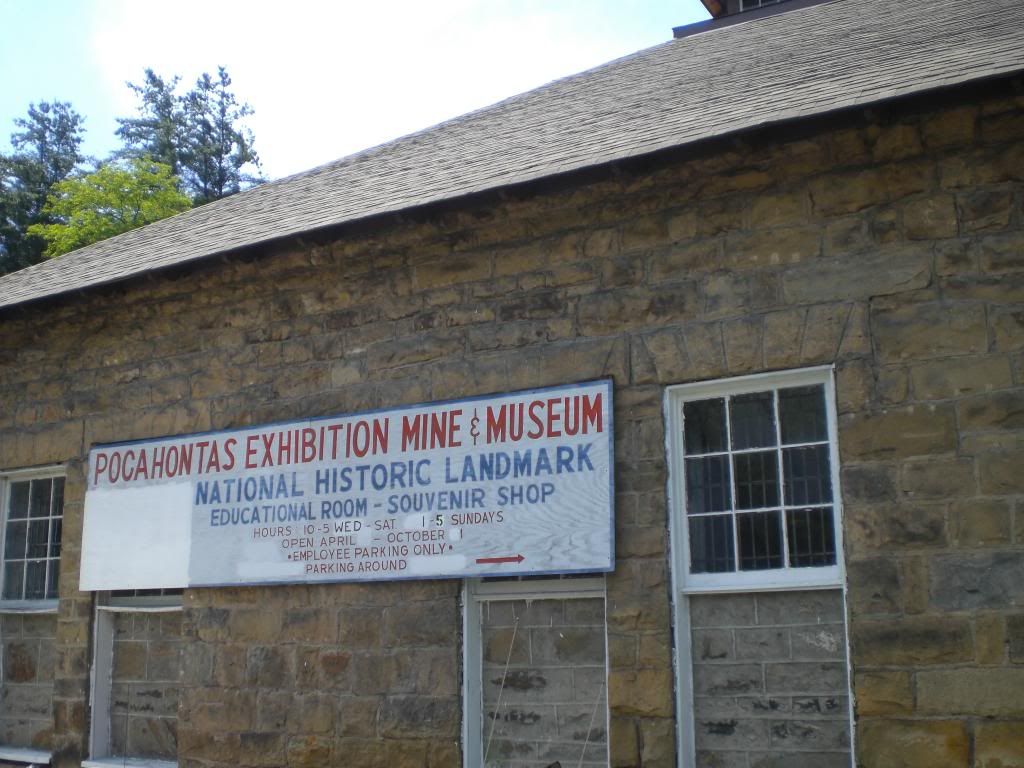 POCAHONTAS EXHIBITION MINE & MUSEUM
NATIONAL HISTORIC LANDMARK
EDUCATIONAL ROOM - SOUVENIR SHOP
HOURS 10-5 WED - SAT 1-5 SUNDAYS
OPEN APRIL - OCTOBER 1
•EMPLOYEE PARKING ONLY•
PARKING AROUND